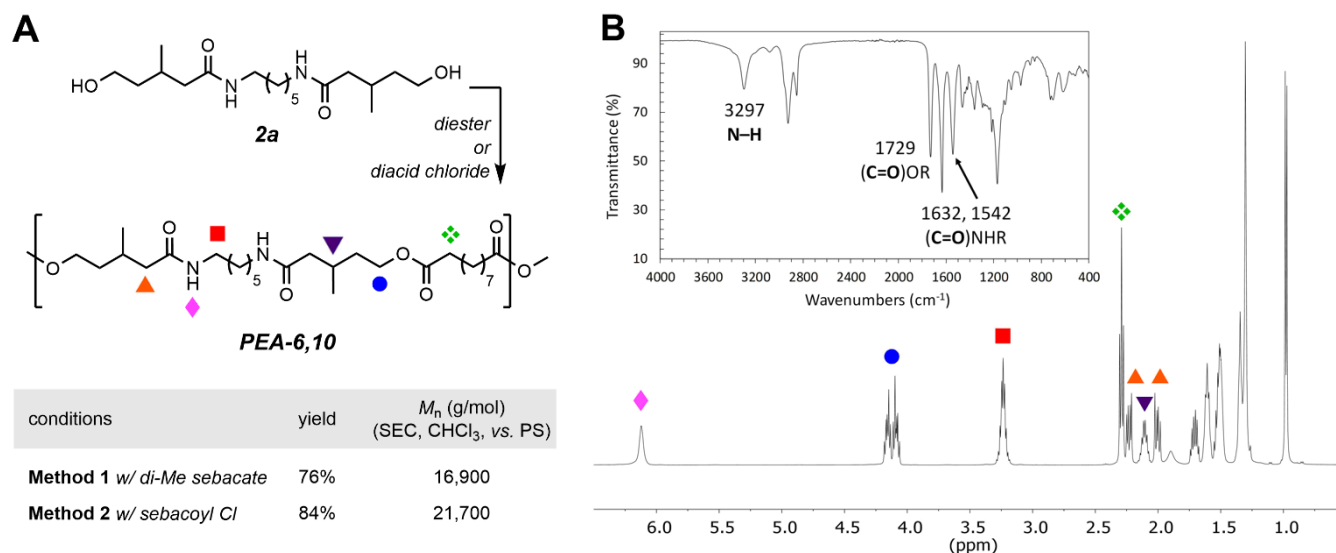 A
O
H
N
N
H
5
O
HO
OH
2a
diester
or
diacid chloride
O
O
N
H
5
H
N
O
O
O
7
O
O
PEA-6,10
conditions yield Mn (g/mol)
(SEC, CHCl3, vs. PS)
Method 1 w/ di-Me sebacate 76% 16,900
Method 2 w/ sebacoyl Cl 84% 21,700
B
Transmittance (%)
90
70
50
30
10
3297
N–H
1729
(C=O)OR
1632, 1542
(C=O)NHR
4000 3600 3200 2800 2400 2000 1600 1200 800 400
Wavenumbers (cm-1)
6.0 5.5 5.0 4.5 4.0 3.5 3.0 2.5 2.0 1.5 1.0
(ppm)